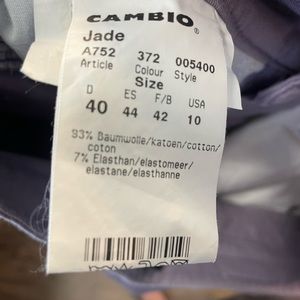 CAMBIO®
Jade
A752 372 005400
Article Colour Style
Size
D ES F/B USA
40 44 42 10
93% Baumwolle/katoen/cotton/
coton
7% Elasthan/elastomeer/
elastane/elasthanne